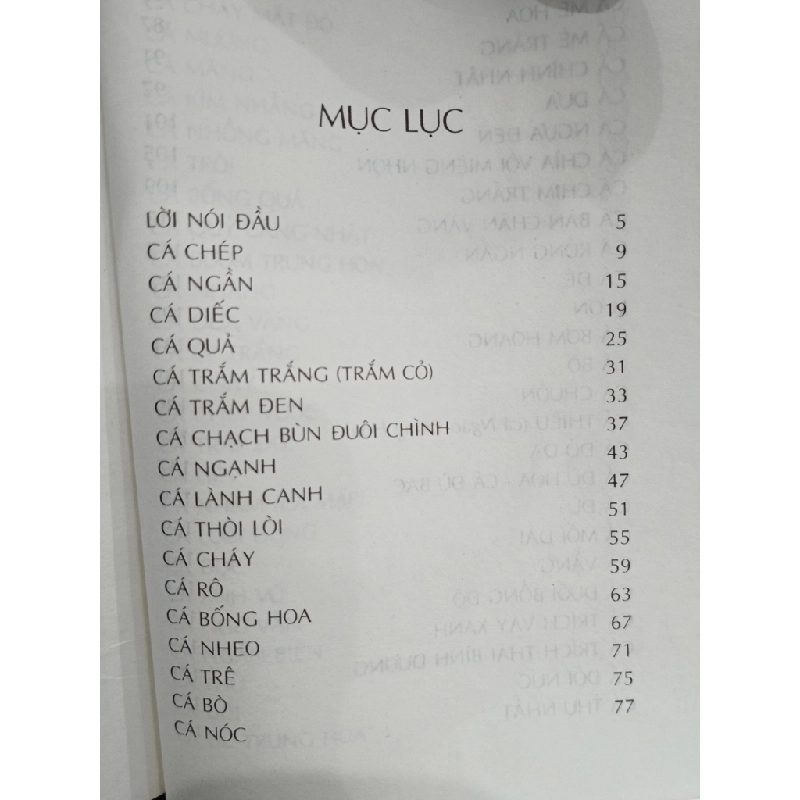 MỤC LỤC
LỜI NÓI ĐẦU 5
CÁ CHÉP 9
CÁ NGẦN 15
CÁ DIẾC 19
CÁ QUẢ 25
CÁ TRẮM TRẮNG (TRẮM CỎ) 31
CÁ TRẮM ĐEN 33
CÁ CHẠCH BÙN ĐUÔI CHÌNH 37
CÁ NGẠNH 43
CÁ LÀNH CANH 47
CÁ THÒI LÒI 51
CÁ CHÁY 55
CÁ RÔ 59
CÁ BỐNG HOA 63
CÁ NHEO 67
CÁ TRÊ 71
CÁ BÒ 75
CÁ NÓC 77